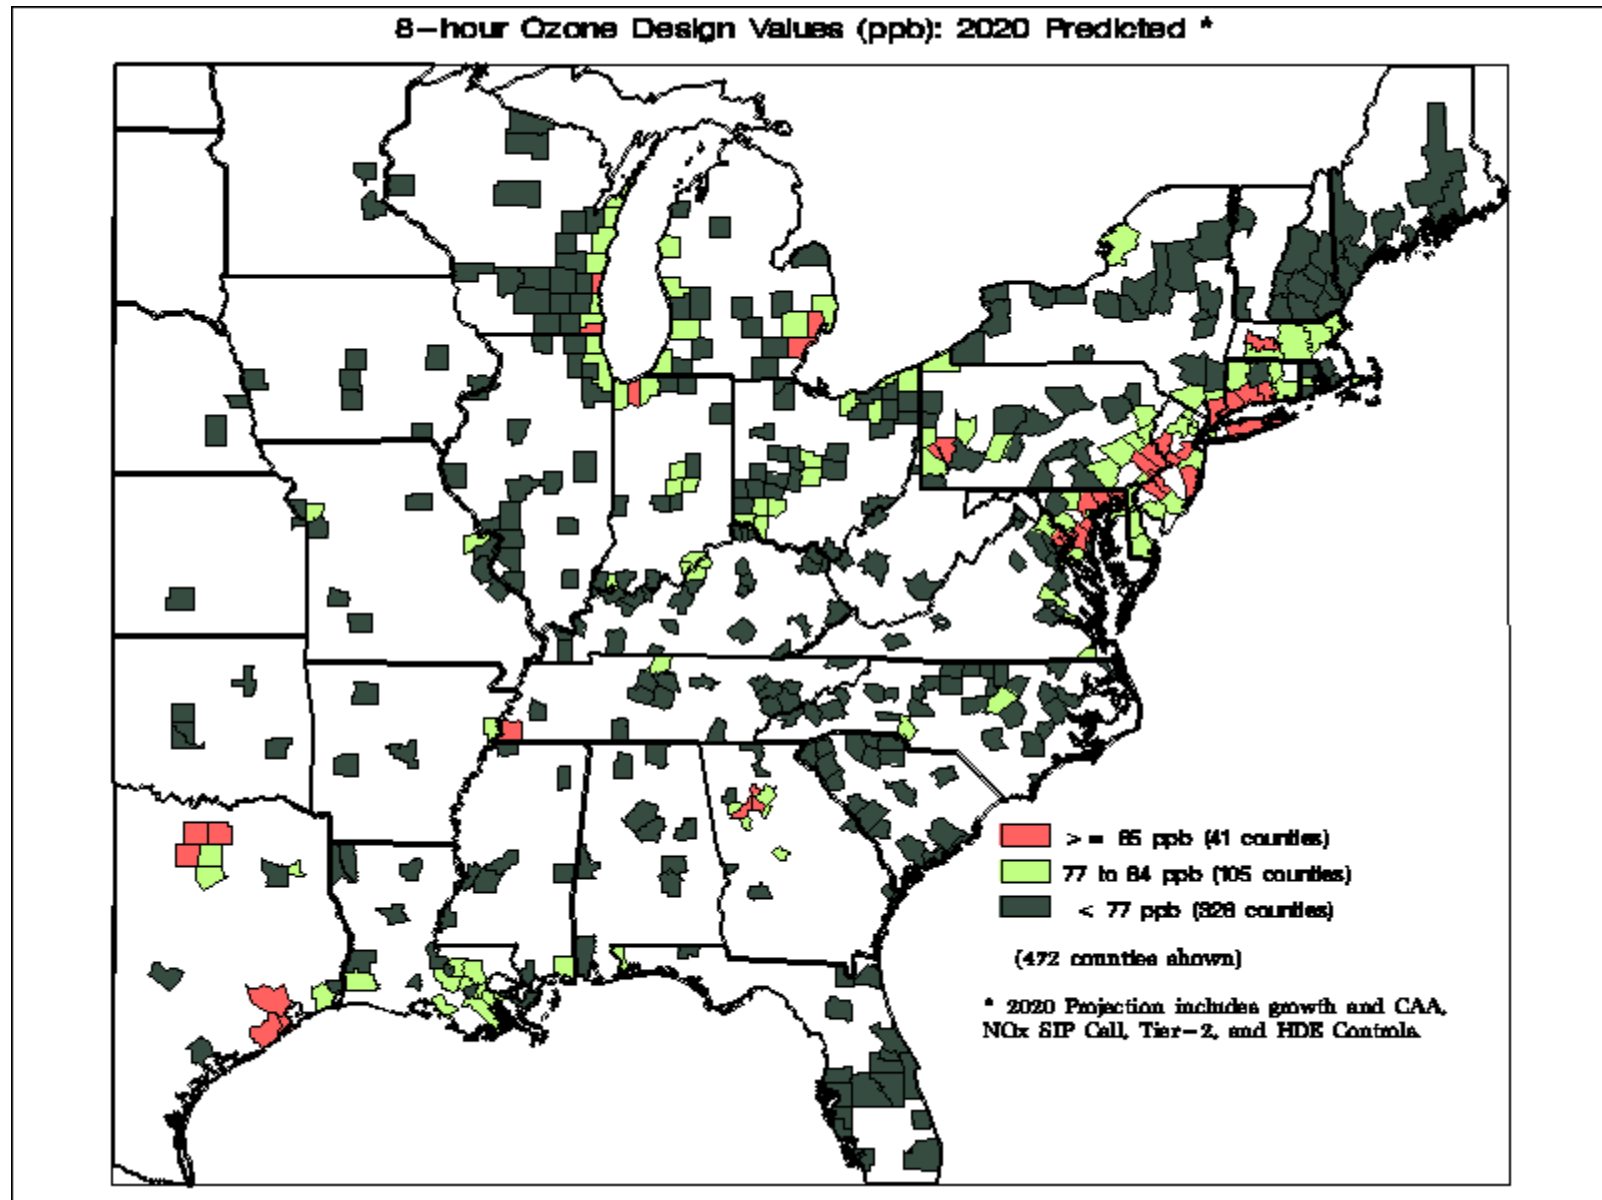 8-hour Ozone Design Values (ppb): 2020 Predicted *
>= 85 ppb (41 counties)
77 to 84 ppb (105 counties)
< 77 ppb (326 counties)
(472 counties shown)
* 2020 Projection includes growth and CAA,
NOx SIP Call, Tier-2, and HDE Controls.